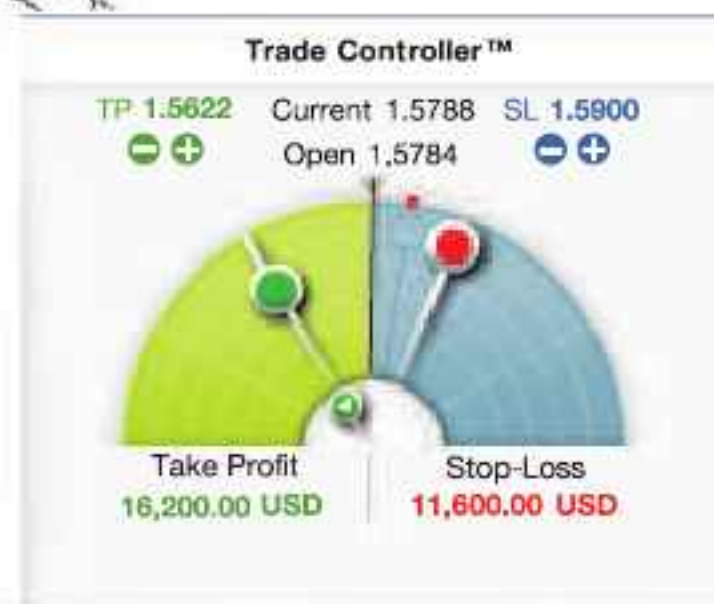 Trade Controller™
TP 1.5622 Current 1.5788 SL 1.5900
Open 1.5784
Take Profit Stop-Loss
16,200.00 USD 11,600.00 USD